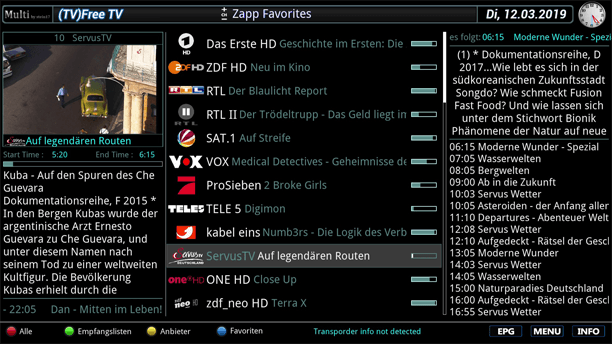 Multi by mvix17 (TV)Free TV
Zapp Favorites
Di, 12.03.2019
10 ServusTV
Auf legendären Routen
Start Time : 5:20 End Time : 6:15
Kuba - Auf den Spuren des Che
Guevara
Dokumentationsreihe, F 2015 *
In den Bergen Kubas wurde der
argentinische Arzt Ernesto
Guevara zu Che Guevara, und
unter diesem Namen nach
seinem Tod zu einer weltweiten
Kultfigur. Die Bevölkerung
Kubas erhielt durch die
- 22:05 Dan - Mitten im Leben!
Das Erste HD Geschichte im Ersten: Die
ZDF HD Neu im Kino
RTL Der Blaulicht Report
RTL II Der Trödeltrupp - Das Geld liegt im
SAT.1 Auf Streife
VOX Medical Detectives - Geheimnisse de
ProSieben 2 Broke Girls
TELE 5 Digimon
kabel eins Numb3rs - Die Logik des Verb
ServusTV Auf legendären Routen
ONE HD Close Up
zdf_neo HD Terra X
es folgt: 06:15 Moderne Wunder - Spezi
(1) * Dokumentationsreihe, D
2017...Wie lebt es sich in der
südkoreanischen Zukunftsstadt
Songdo? Wie schmeckt Fusion
Fast Food? Und wie lassen sich
unter dem Stichwort Bionik
Phänomene der Natur auf neue
06:15 Moderne Wunder - Spezial
07:05 Wasserwelten
08:05 Bergwelten
09:00 Ab in die Zukunft
10:03 Servus Wetter
10:05 Asteroiden - der Anfang aller
11:10 Departures - Abenteuer Welt
12:08 Servus Wetter
12:10 Aufgedeckt - Rätsel der Gescl
13:05 Moderne Wunder
14:03 Servus Wetter
14:05 Wasserwelten
15:00 Naturparadies Deutschland
16:00 Aufgedeckt - Rätsel der Gescl
16:55 Servus Wetter
Alle Empfangslisten Anbieter Favoriten Transporder info not detected EPG MENU INFO